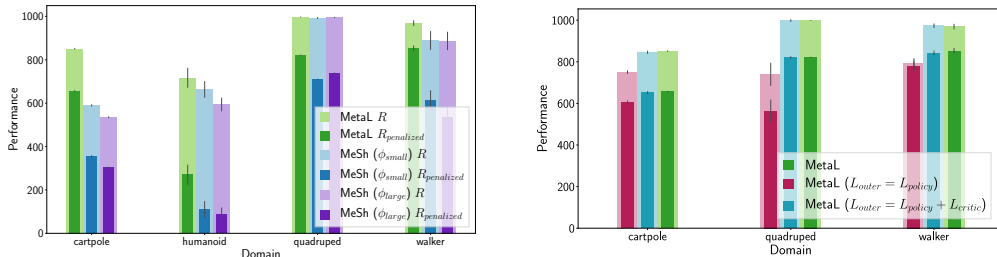 1000
800
600
400
200
0
Performance
MetaL R
MetaL R_penalized
MeSh (ϕ_small) R
MeSh (ϕ_small) R_penalized
MeSh (ϕ_large) R
MeSh (ϕ_large) R_penalized
cartpole humanoid quadruped walker
Domain
1000
800
600
400
200
0
Performance
MetaL
MetaL (L_outer = L_policy)
MetaL (L_outer = L_policy + L_critic)
cartpole quadruped walker
Domain